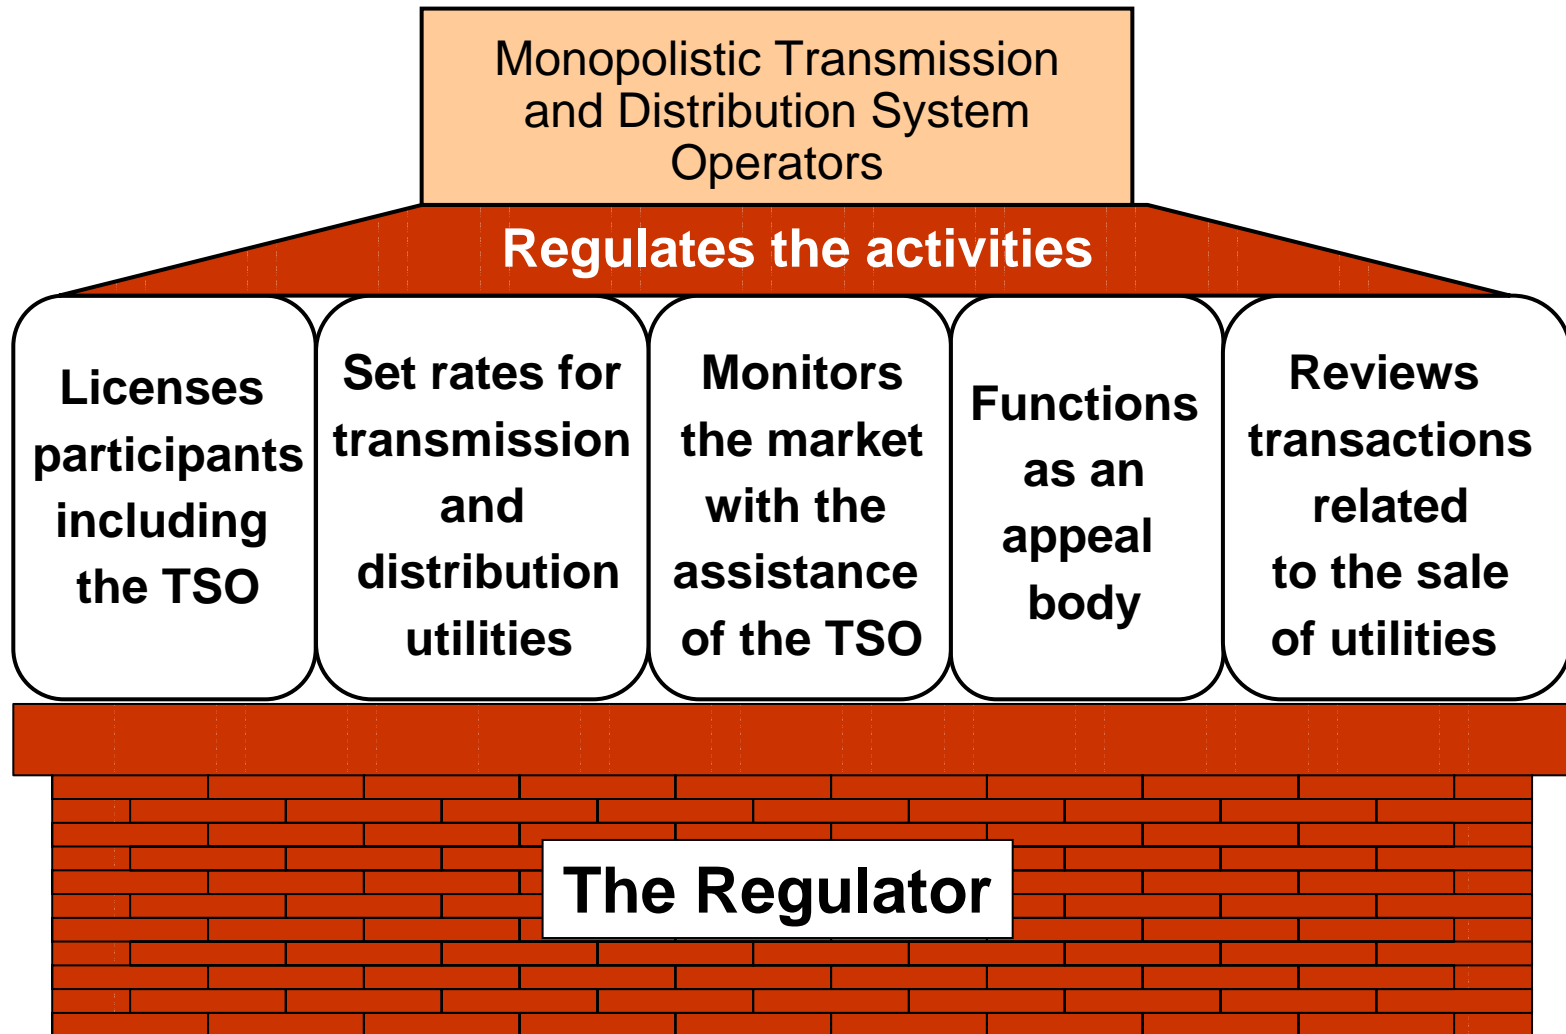 Monopolistic Transmission
and Distribution System
Operators
Regulates the activities
Licenses
participants
including
the TSO
Set rates for
transmission
and
distribution
utilities
Monitors
the market
with the
assistance
of the TSO
Functions
as an
appeal
body
Reviews
transactions
related
to the sale
of utilities
The Regulator